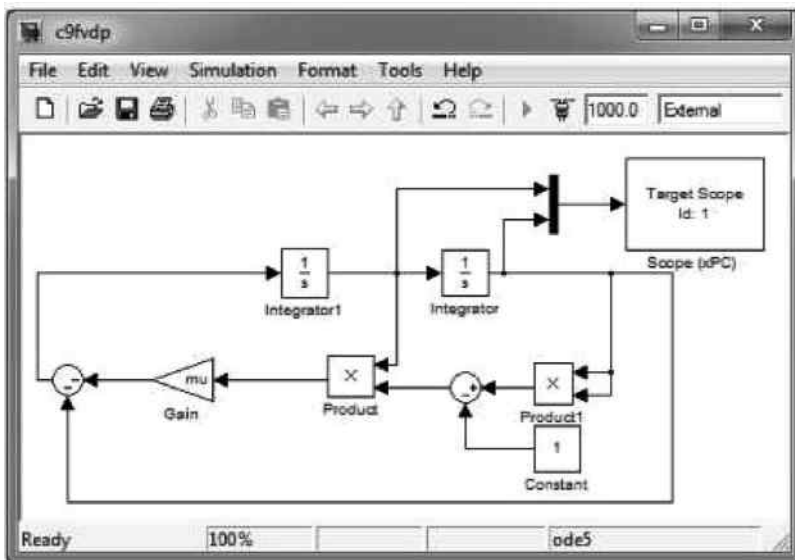 c9fvdp
File Edit View Simulation Format Tools Help
1000.0 External
Target Scope
Id: 1
Scope (xPC)
1
s
Integrator1
1
s
Integrator
mu
Gain
×
Product
×
Product1
1
Constant
Ready 100% ode5